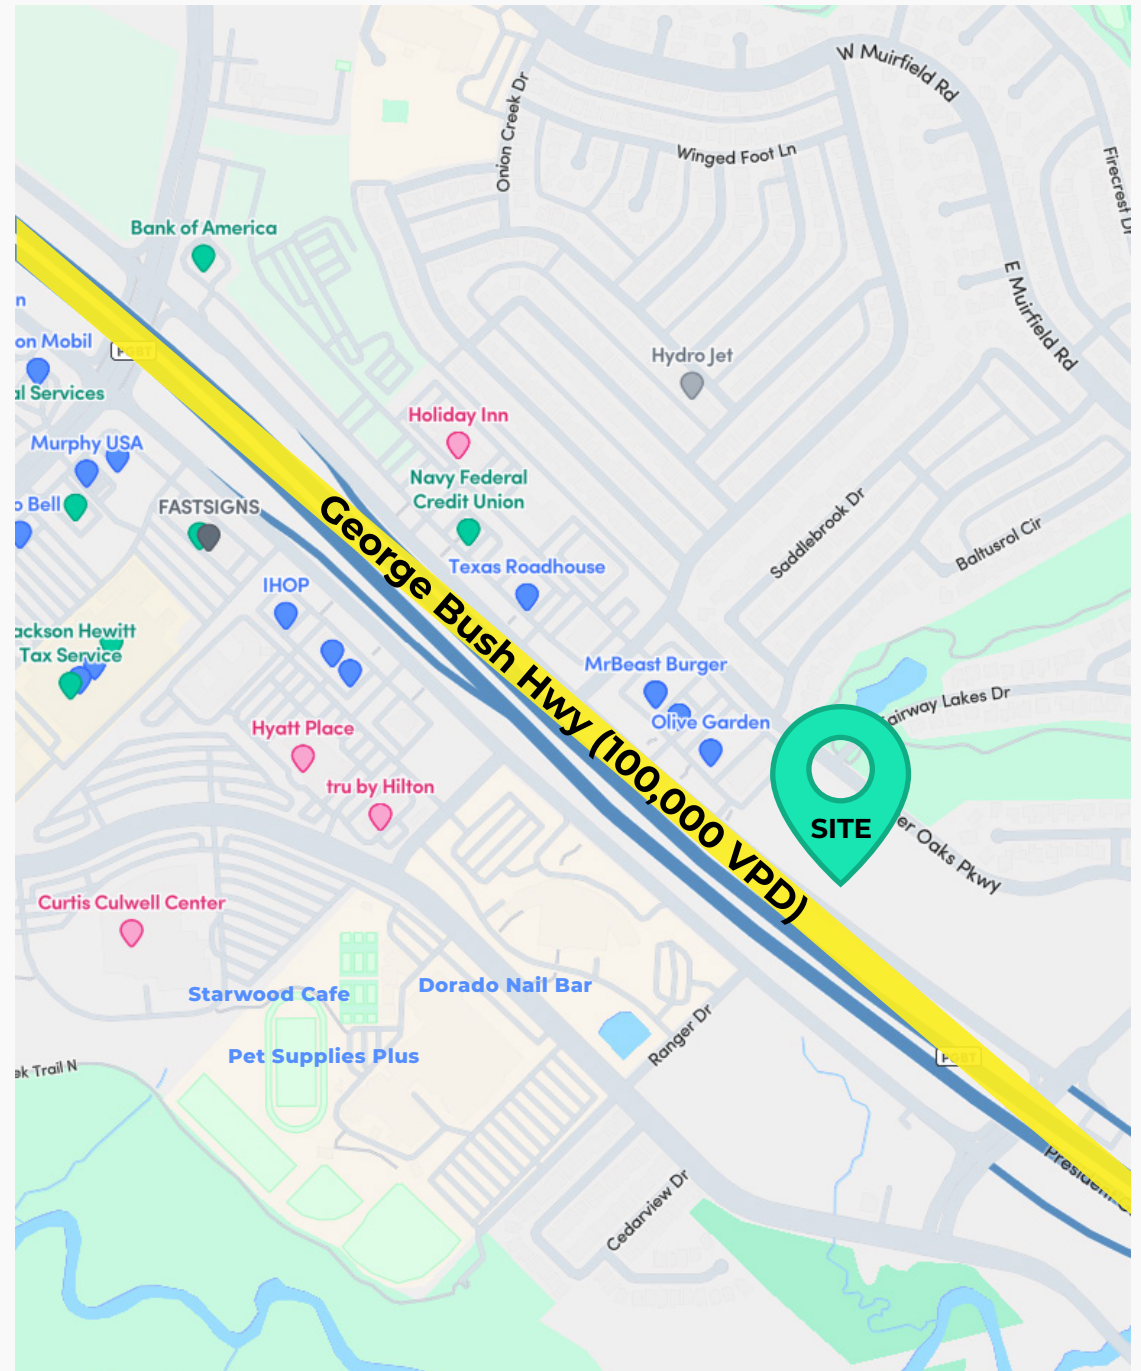 W Muirfield Rd
Onion Creek Dr
Winged Foot Ln
Firecrest Dr
Bank of America
E Muirfield Rd
n
on Mobil
PGBT
al Services
Hydro Jet
Holiday Inn
Murphy USA
Navy Federal
Credit Union
o Bell
FASTSIGNS
Saddlebrook Dr
Baltusrol Cir
George Bush Hwy (100,000 VPD)
Texas Roadhouse
IHOP
ackson Hewitt
Tax Service
MrBeast Burger
Fairway Lakes Dr
Olive Garden
Hyatt Place
tru by Hilton
SITE
er Oaks Pkwy
Curtis Culwell Center
Starwood Cafe
Dorado Nail Bar
Pet Supplies Plus
Ranger Dr
PGBT
ek Trail N
Cedarview Dr
President